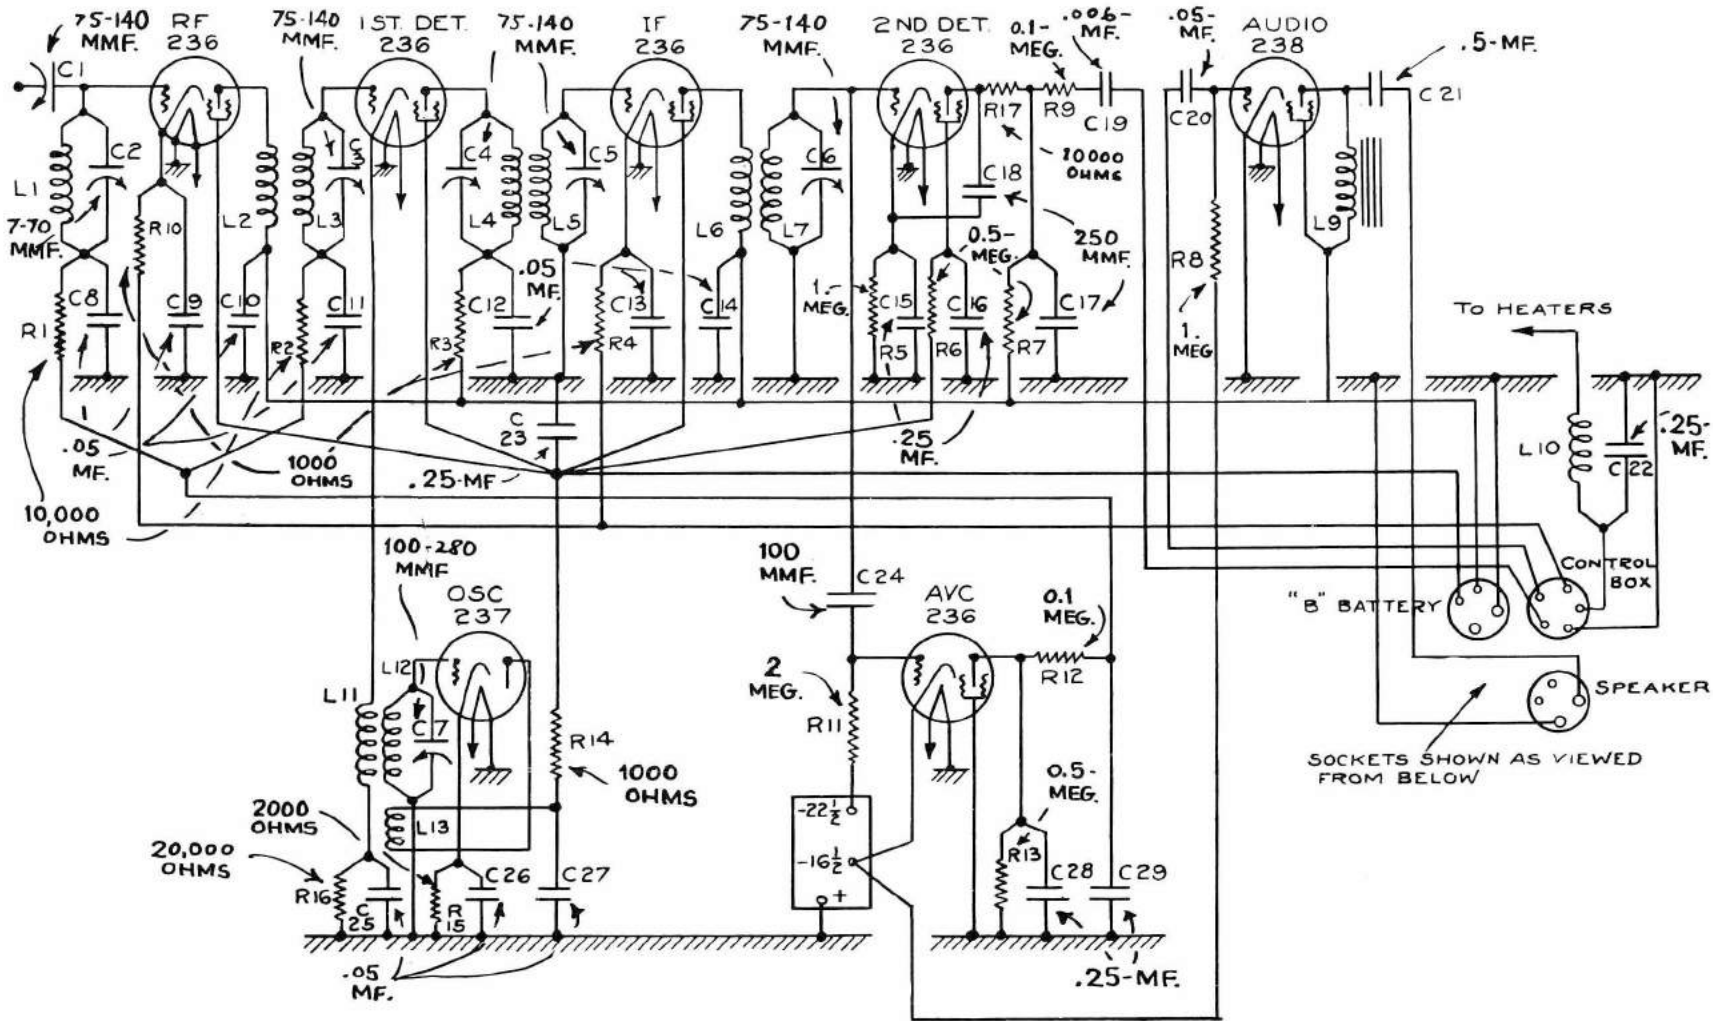 75-140
MMF.
RF
236
75-140
MMF.
1ST. DET.
236
75-140
MMF.
IF
236
75-140
MMF.
2ND DET.
236
0.1-
MEG.
.006-
MF.
.05-
MF.
AUDIO
238
.5-MF.
C1
C2
C3
C4
C5
C6
R17
R9
C19
C20
C21
L1
7-70
MMF.
R10
L2
L3
L4
L5
L6
L7
C18
10000
OHMS
L9
R8
1.
MEG
R1
C8
C9
C10
R2
C11
R3
C12
.05
MF.
R4
C13
C14
1.-
MEG.
R5
C15
0.5-
MEG.
R6
C16
R7
C17
250
MMF.
TO HEATERS
.05
MF.
10,000
OHMS
1000
OHMS
C
23
.25-MF
.25
MF.
L10
C22
.25-
MF.
CONTROL
BOX
"B" BATTERY
SPEAKER
SOCKETS SHOWN AS VIEWED
FROM BELOW
100-280
MMF
OSC
237
L11
L12
C7
L13
R14
1000
OHMS
2000
OHMS
20,000
OHMS
R16
C
25
R
15
C26
C27
.05
MF.
100
MMF.
C24
AVC
236
0.1
MEG.
R12
2
MEG.
R11
-22½
-16½
+
0.5-
MEG.
R13
C28
C29
.25-MF.